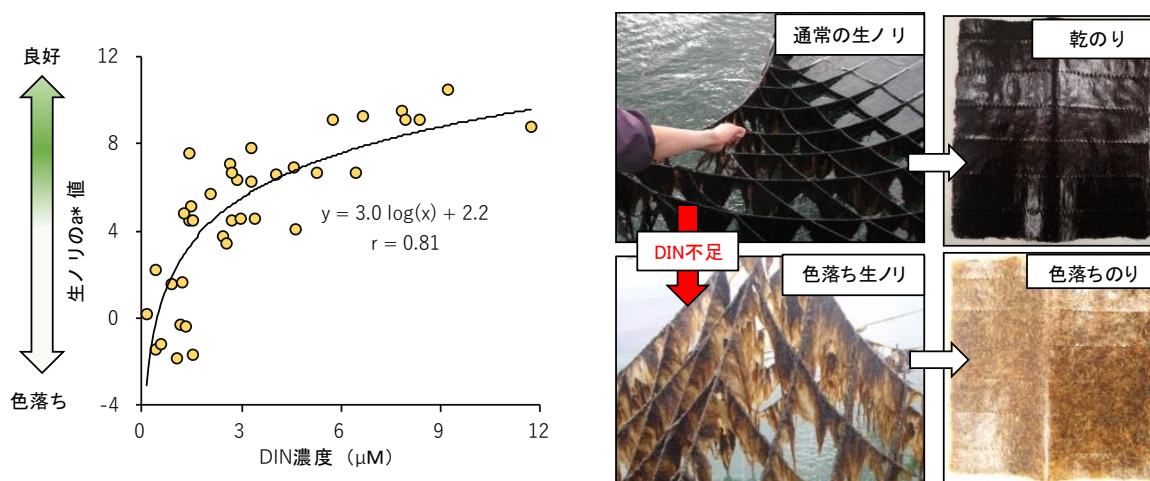 良好
色落ち
生ノリのa* 値
12
8
4
0
-4
0
3
6
9
12
DIN濃度 (μM)
y = 3.0 log(x) + 2.2
r = 0.81
通常の生ノリ
乾のり
DIN不足
色落ち生ノリ
色落ちのり